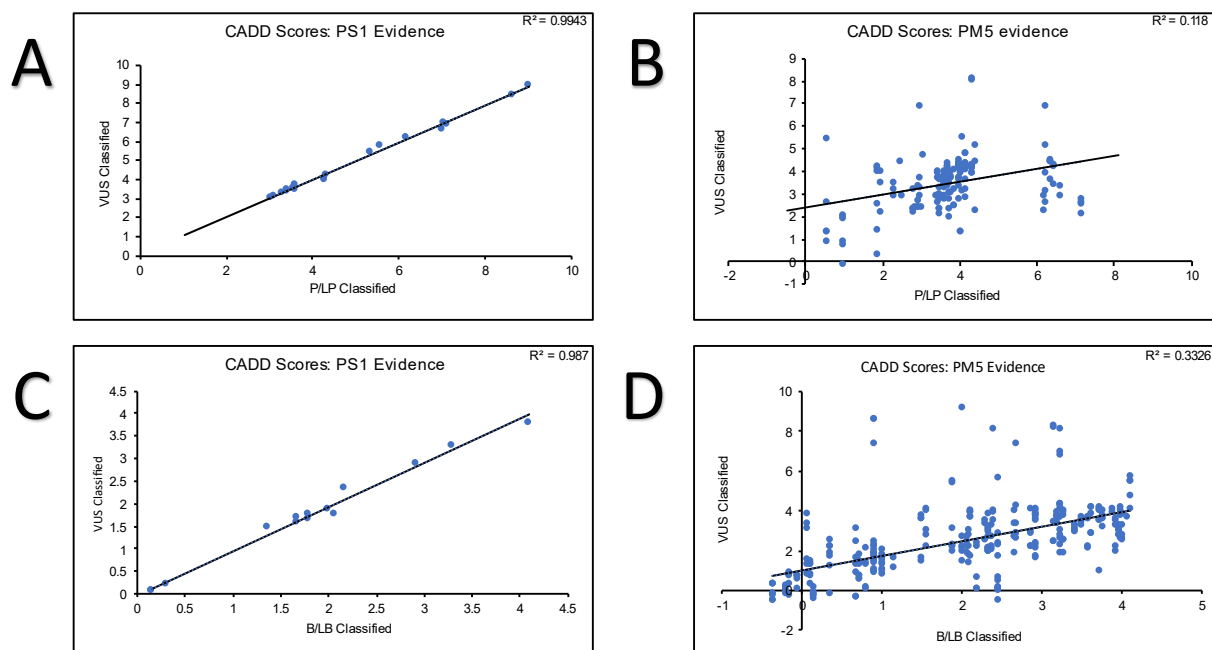 A
CADD Scores: PS1 Evidence
R² = 0.9943
VUS Classified
10
9
8
7
6
5
4
3
2
1
0
0 2 4 6 8 10
P/LP Classified
B
CADD Scores: PM5 evidence
R² = 0.118
VUS Classified
9
8
7
6
5
4
3
2
1
0
-1
-2 0 2 4 6 8 10
P/LP Classified
C
CADD Scores: PS1 Evidence
R² = 0.987
VUS Classified
4.5
4
3.5
3
2.5
2
1.5
1
0.5
0
0 0.5 1 1.5 2 2.5 3 3.5 4 4.5
B/LB Classified
D
CADD Scores: PM5 Evidence
R² = 0.3326
VUS Classified
10
8
6
4
2
0
-2
-1 0 1 2 3 4 5
B/LB Classified